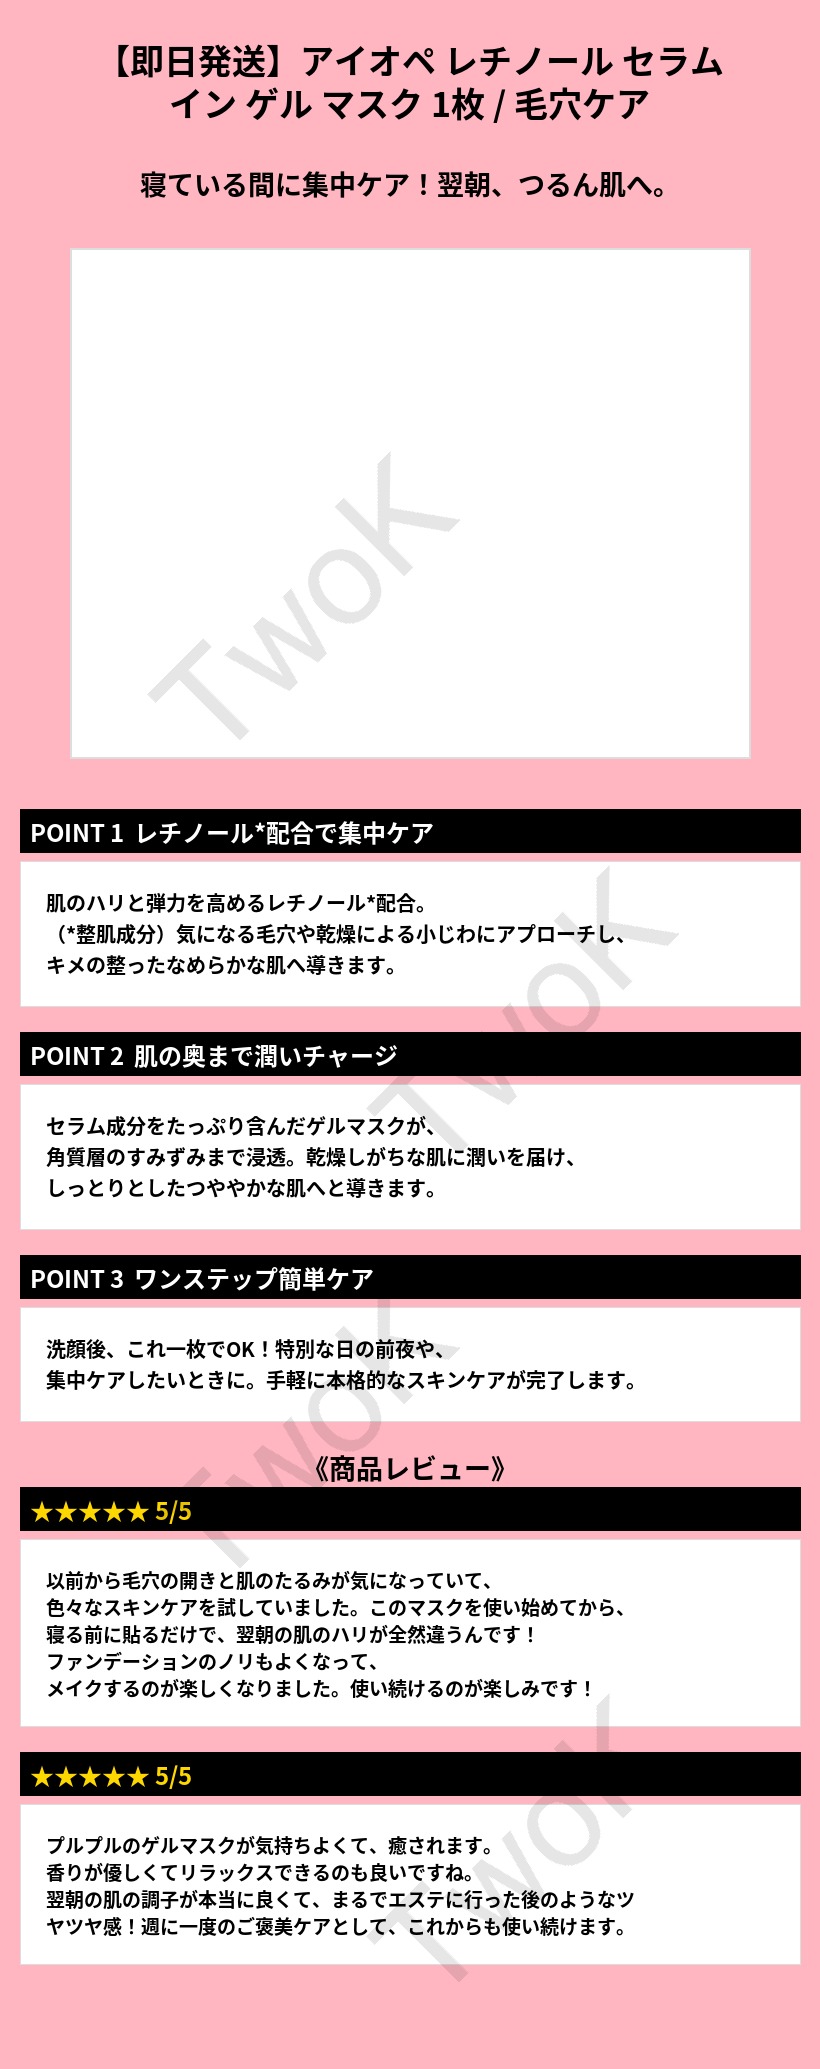 【即日発送】アイオペ レチノール セラム
イン ゲル マスク 1枚 / 毛穴ケア
寝ている間に集中ケア！翌朝、つるん肌へ。
TwoK
POINT 1 レチノール*配合で集中ケア
肌のハリと弾力を高めるレチノール*配合。
（*整肌成分）気になる毛穴や乾燥による小じわにアプローチし、
キメの整ったなめらかな肌へ導きます。
TwoK
POINT 2 肌の奥まで潤いチャージ
セラム成分をたっぷり含んだゲルマスクが、
角質層のすみずみまで浸透。乾燥しがちな肌に潤いを届け、
しっとりとしたつややかな肌へと導きます。
POINT 3 ワンステップ簡単ケア
洗顔後、これ一枚でOK！特別な日の前夜や、
集中ケアしたいときに。手軽に本格的なスキンケアが完了します。
TwoK
《商品レビュー》
★★★★★ 5/5
以前から毛穴の開きと肌のたるみが気になっていて、
色々なスキンケアを試していました。このマスクを使い始めてから、
寝る前に貼るだけで、翌朝の肌のハリが全然違うんです！
ファンデーションのノリもよくなって、
メイクするのが楽しくなりました。使い続けるのが楽しみです！
★★★★★ 5/5
プルプルのゲルマスクが気持ちよくて、癒されます。
香りが優しくてリラックスできるのも良いですね。
翌朝の肌の調子が本当に良くて、まるでエステに行った後のようなツ
ヤツヤ感！週に一度のご褒美ケアとして、これからも使い続けます。
TwoK